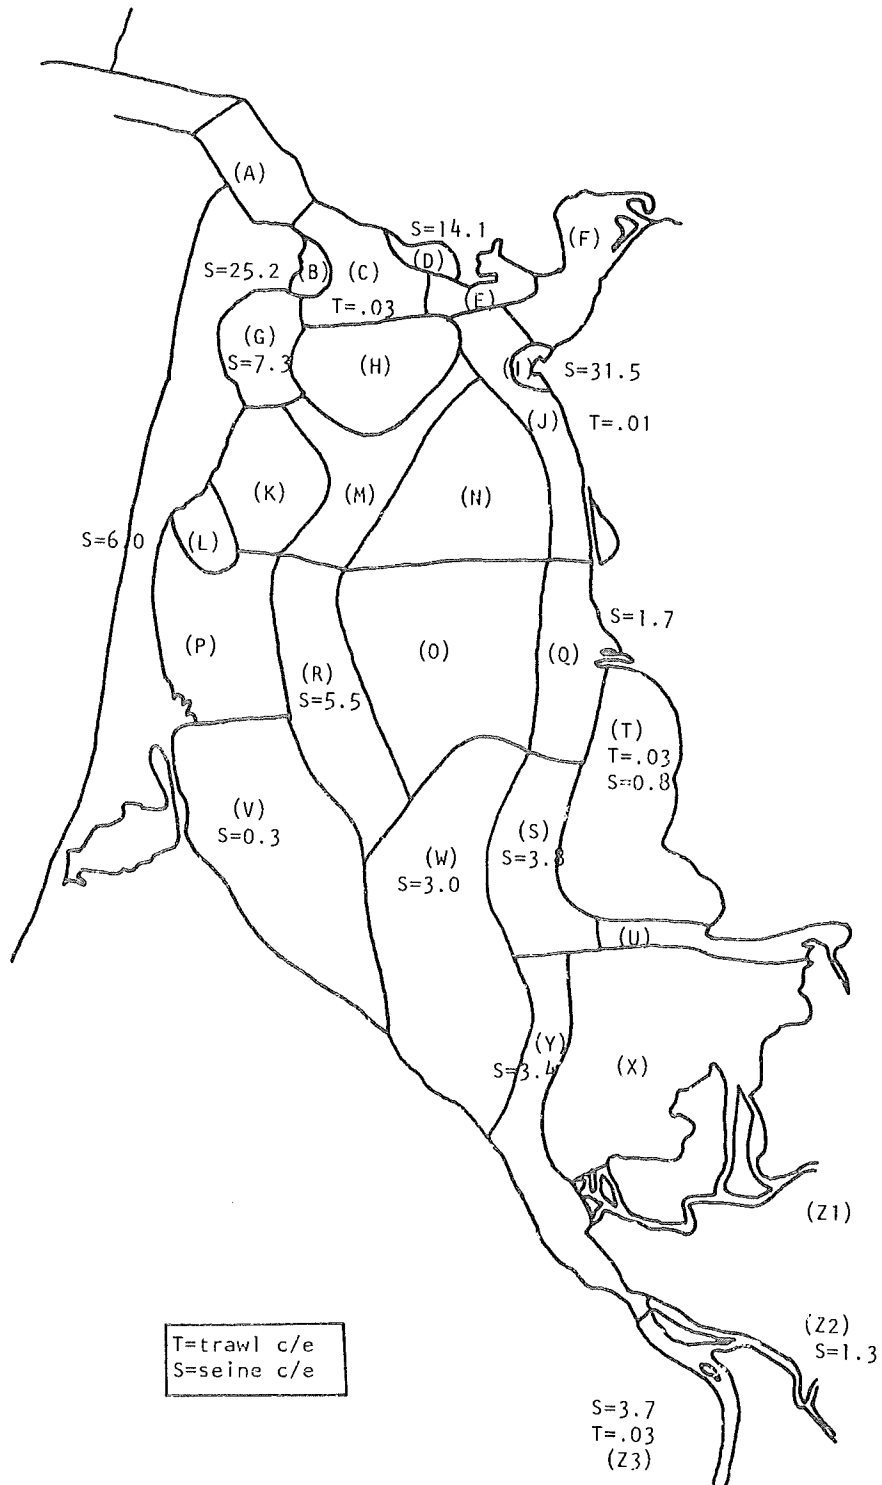 (A)
S=14.1
(F)
(D)
S=25.2
(B)
(C)
(E)
T=.03
(G)
S=7.3
(H)
(I)
S=31.5
(J)
T=.01
(K)
(M)
(N)
S=6.0
(L)
S=1.7
(P)
(O)
(Q)
(R)
S=5.5
(T)
T=.03
S=0.8
(V)
S=0.3
(S)
S=3.8
(W)
S=3.0
(U)
(Y)
S=3.4
(X)
(Z1)
(Z2)
S=1.3
T=trawl c/e
S=seine c/e
S=3.7
T=.03
(Z3)